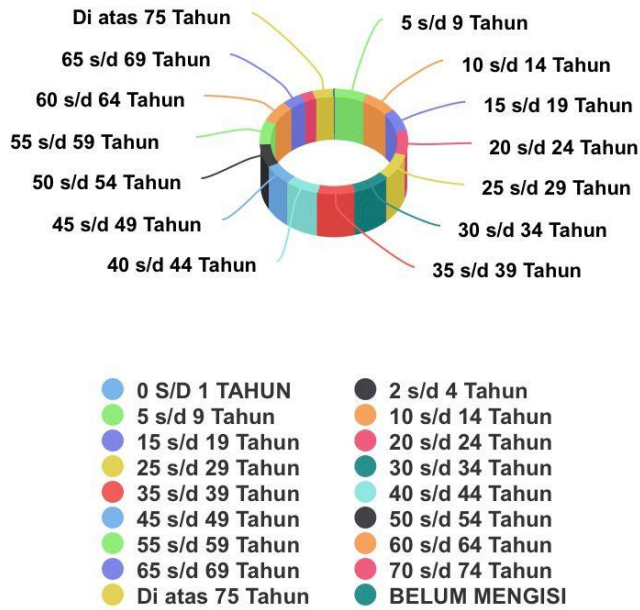 Di atas 75 Tahun
5 s/d 9 Tahun
65 s/d 69 Tahun
10 s/d 14 Tahun
60 s/d 64 Tahun
15 s/d 19 Tahun
55 s/d 59 Tahun
20 s/d 24 Tahun
50 s/d 54 Tahun
25 s/d 29 Tahun
45 s/d 49 Tahun
30 s/d 34 Tahun
40 s/d 44 Tahun
35 s/d 39 Tahun
0 S/D 1 TAHUN
2 s/d 4 Tahun
5 s/d 9 Tahun
10 s/d 14 Tahun
15 s/d 19 Tahun
20 s/d 24 Tahun
25 s/d 29 Tahun
30 s/d 34 Tahun
35 s/d 39 Tahun
40 s/d 44 Tahun
45 s/d 49 Tahun
50 s/d 54 Tahun
55 s/d 59 Tahun
60 s/d 64 Tahun
65 s/d 69 Tahun
70 s/d 74 Tahun
Di atas 75 Tahun
BELUM MENGISI